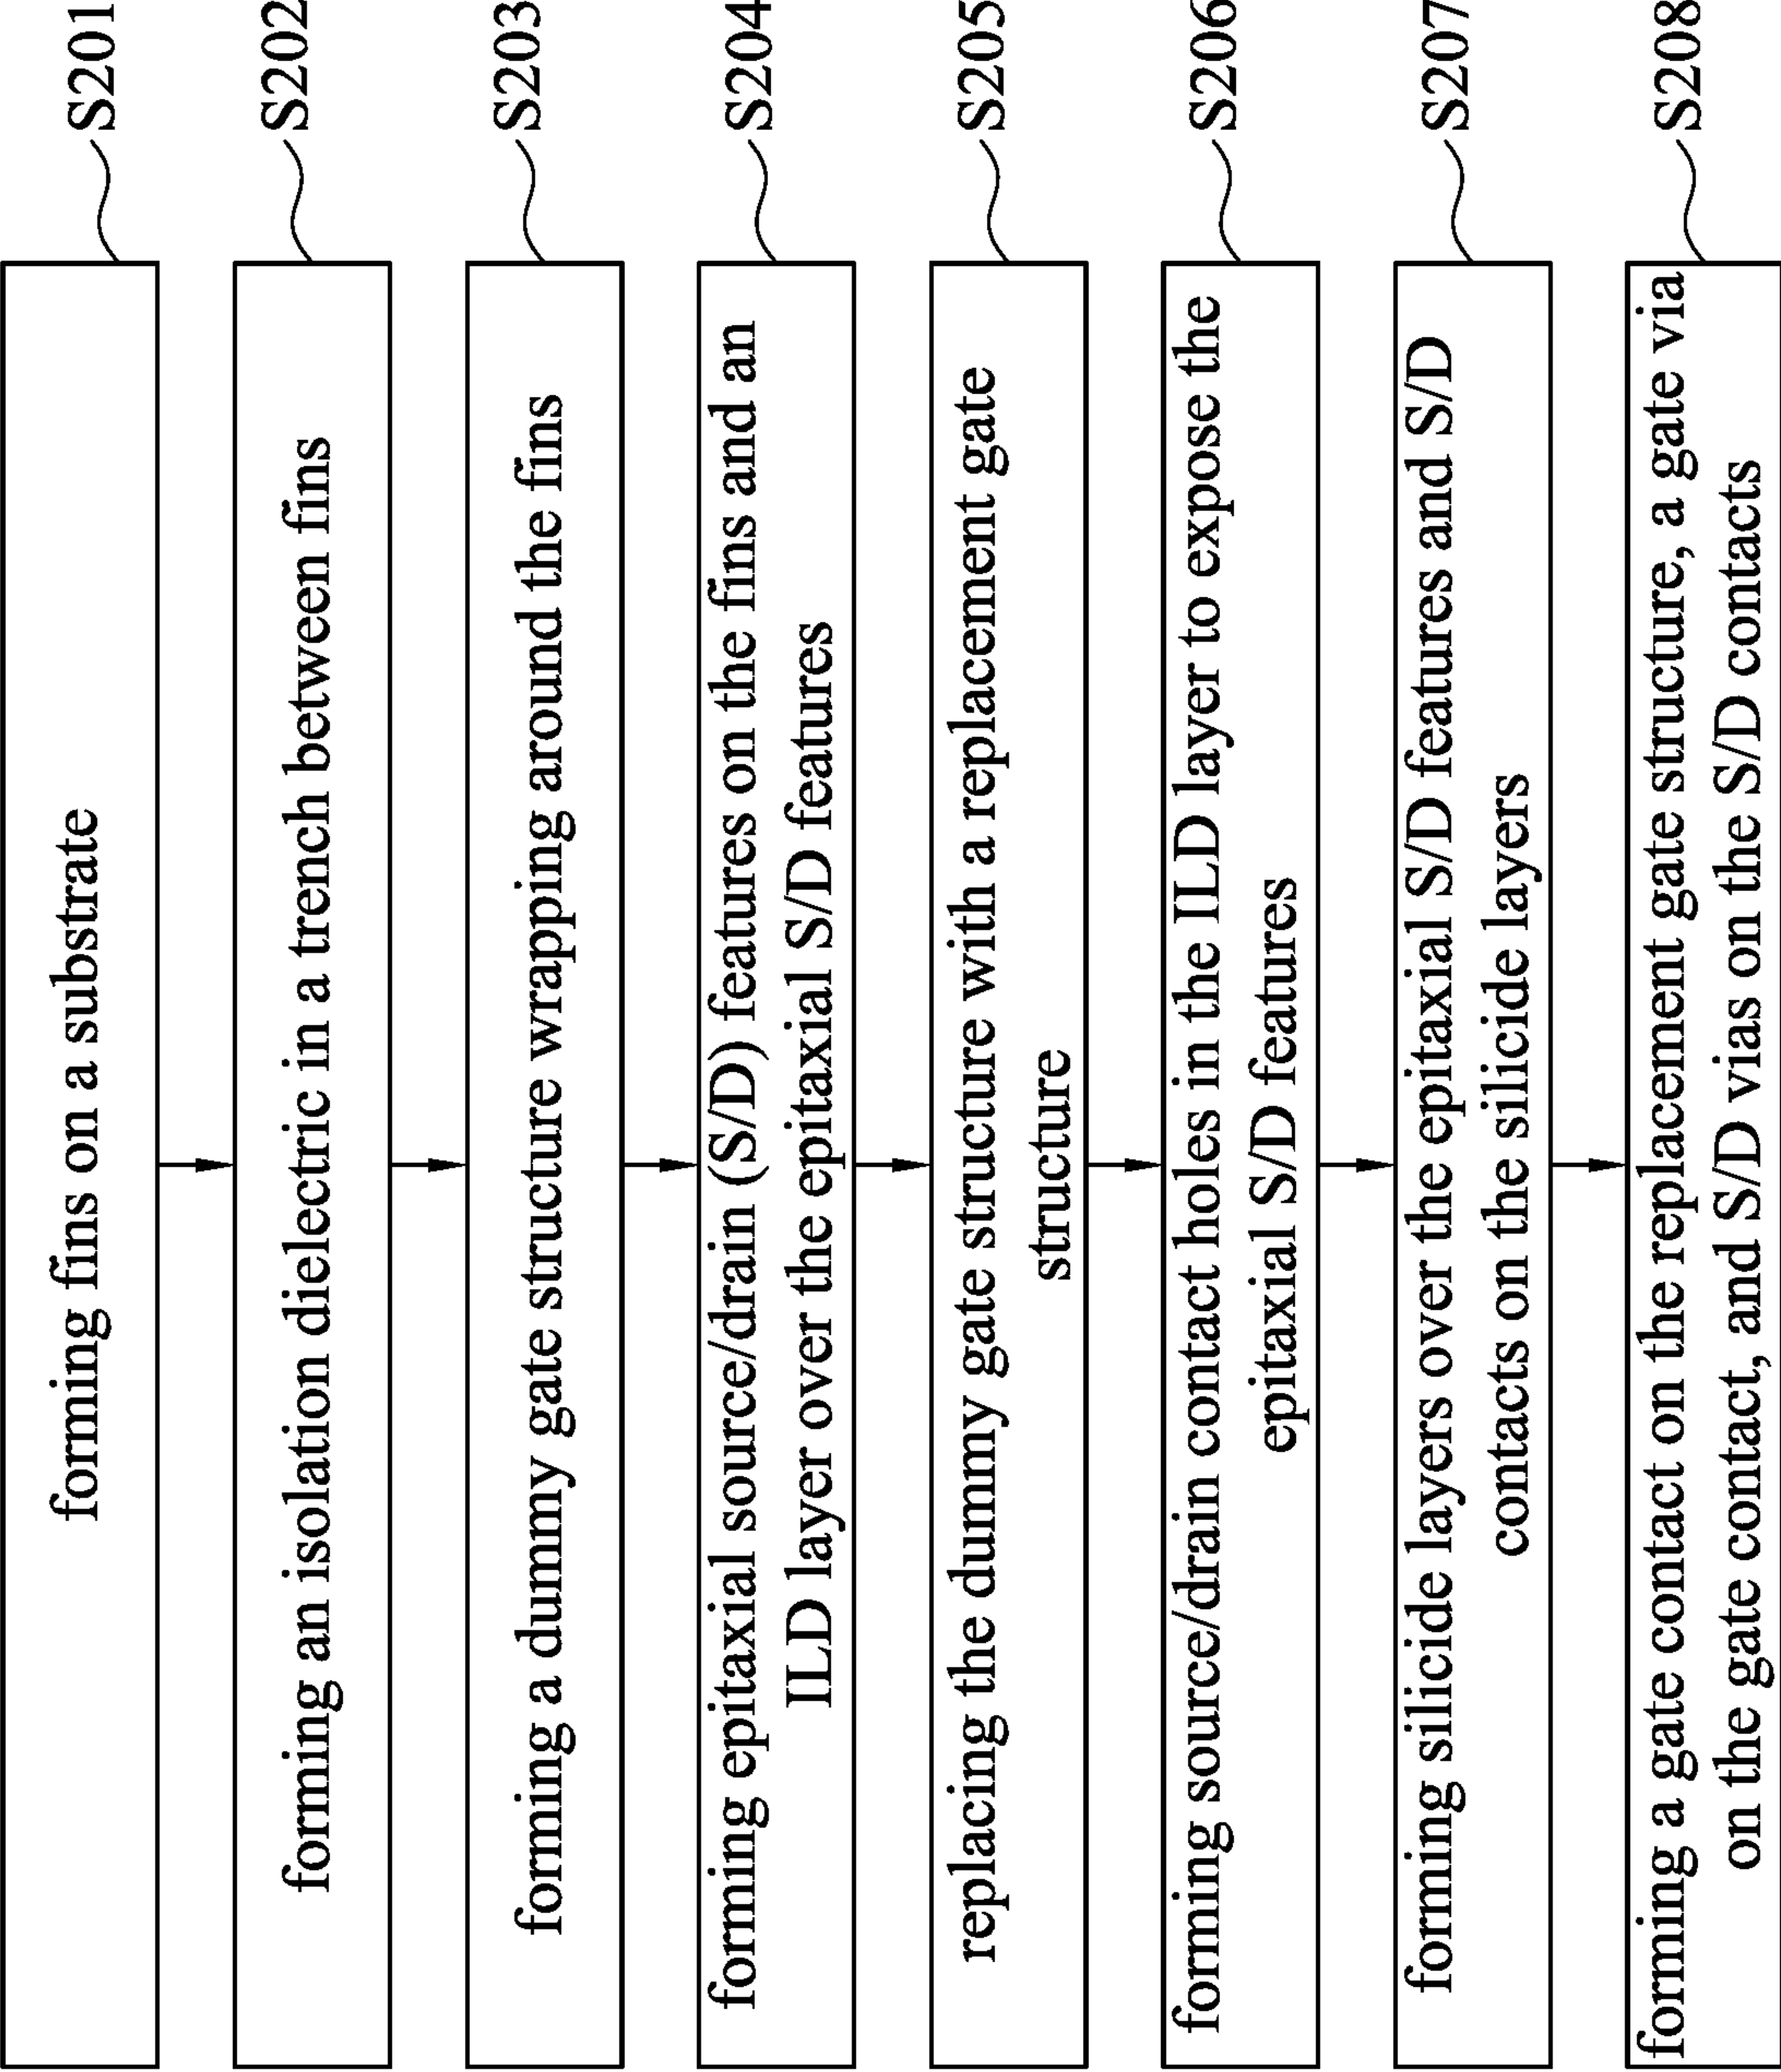 forming fins on a substrate
S201
forming an isolation dielectric in a trench between fins
S202
forming a dummy gate structure wrapping around the fins
S203
forming epitaxial source/drain (S/D) features on the fins and an
ILD layer over the epitaxial S/D features
S204
replacing the dummy gate structure with a replacement gate
structure
S205
forming source/drain contact holes in the ILD layer to expose the
epitaxial S/D features
S206
forming silicide layers over the epitaxial S/D features and S/D
contacts on the silicide layers
S207
forming a gate contact on the replacement gate structure, a gate via
on the gate contact, and S/D vias on the S/D contacts
S208